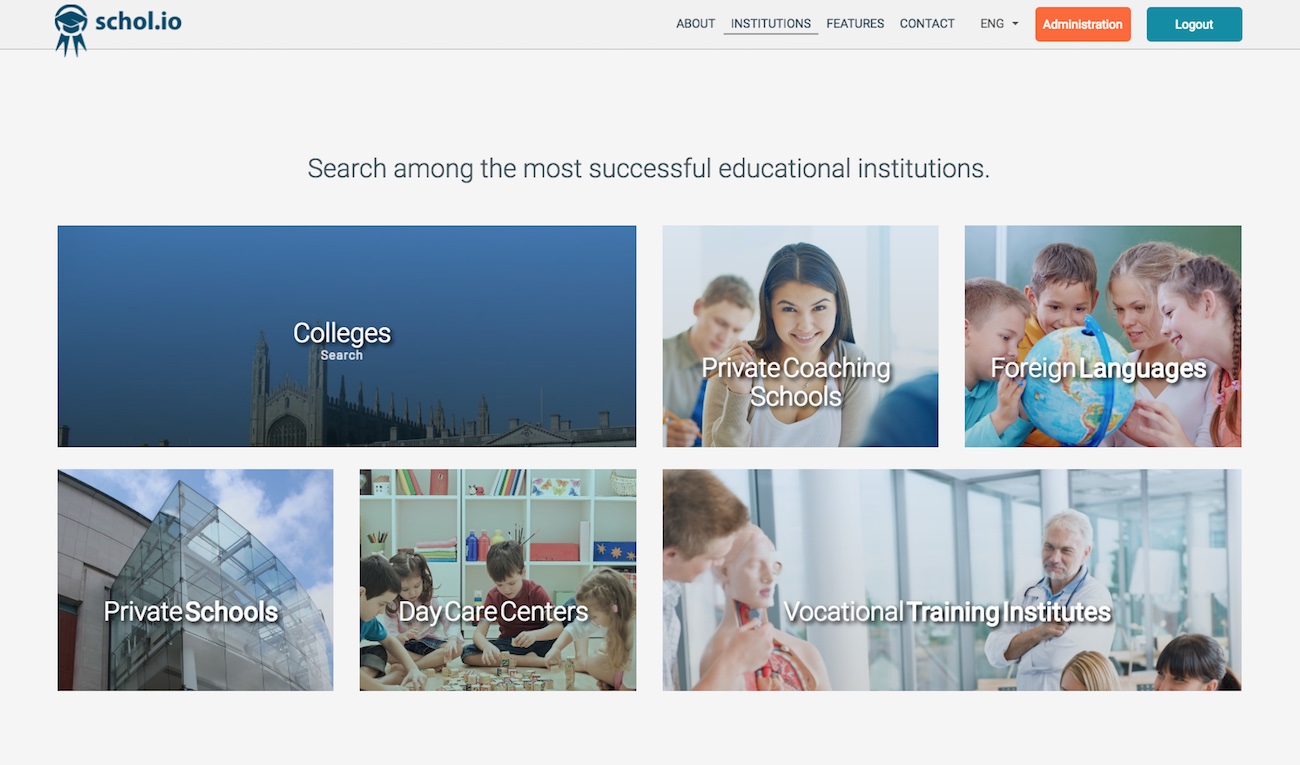 schol.io
ABOUT INSTITUTIONS FEATURES CONTACT ENG Administration Logout
Search among the most successful educational institutions.
Colleges
Search
Private Coaching
Schools
Foreign Languages
Private Schools
Day Care Centers
Vocational Training Institutes